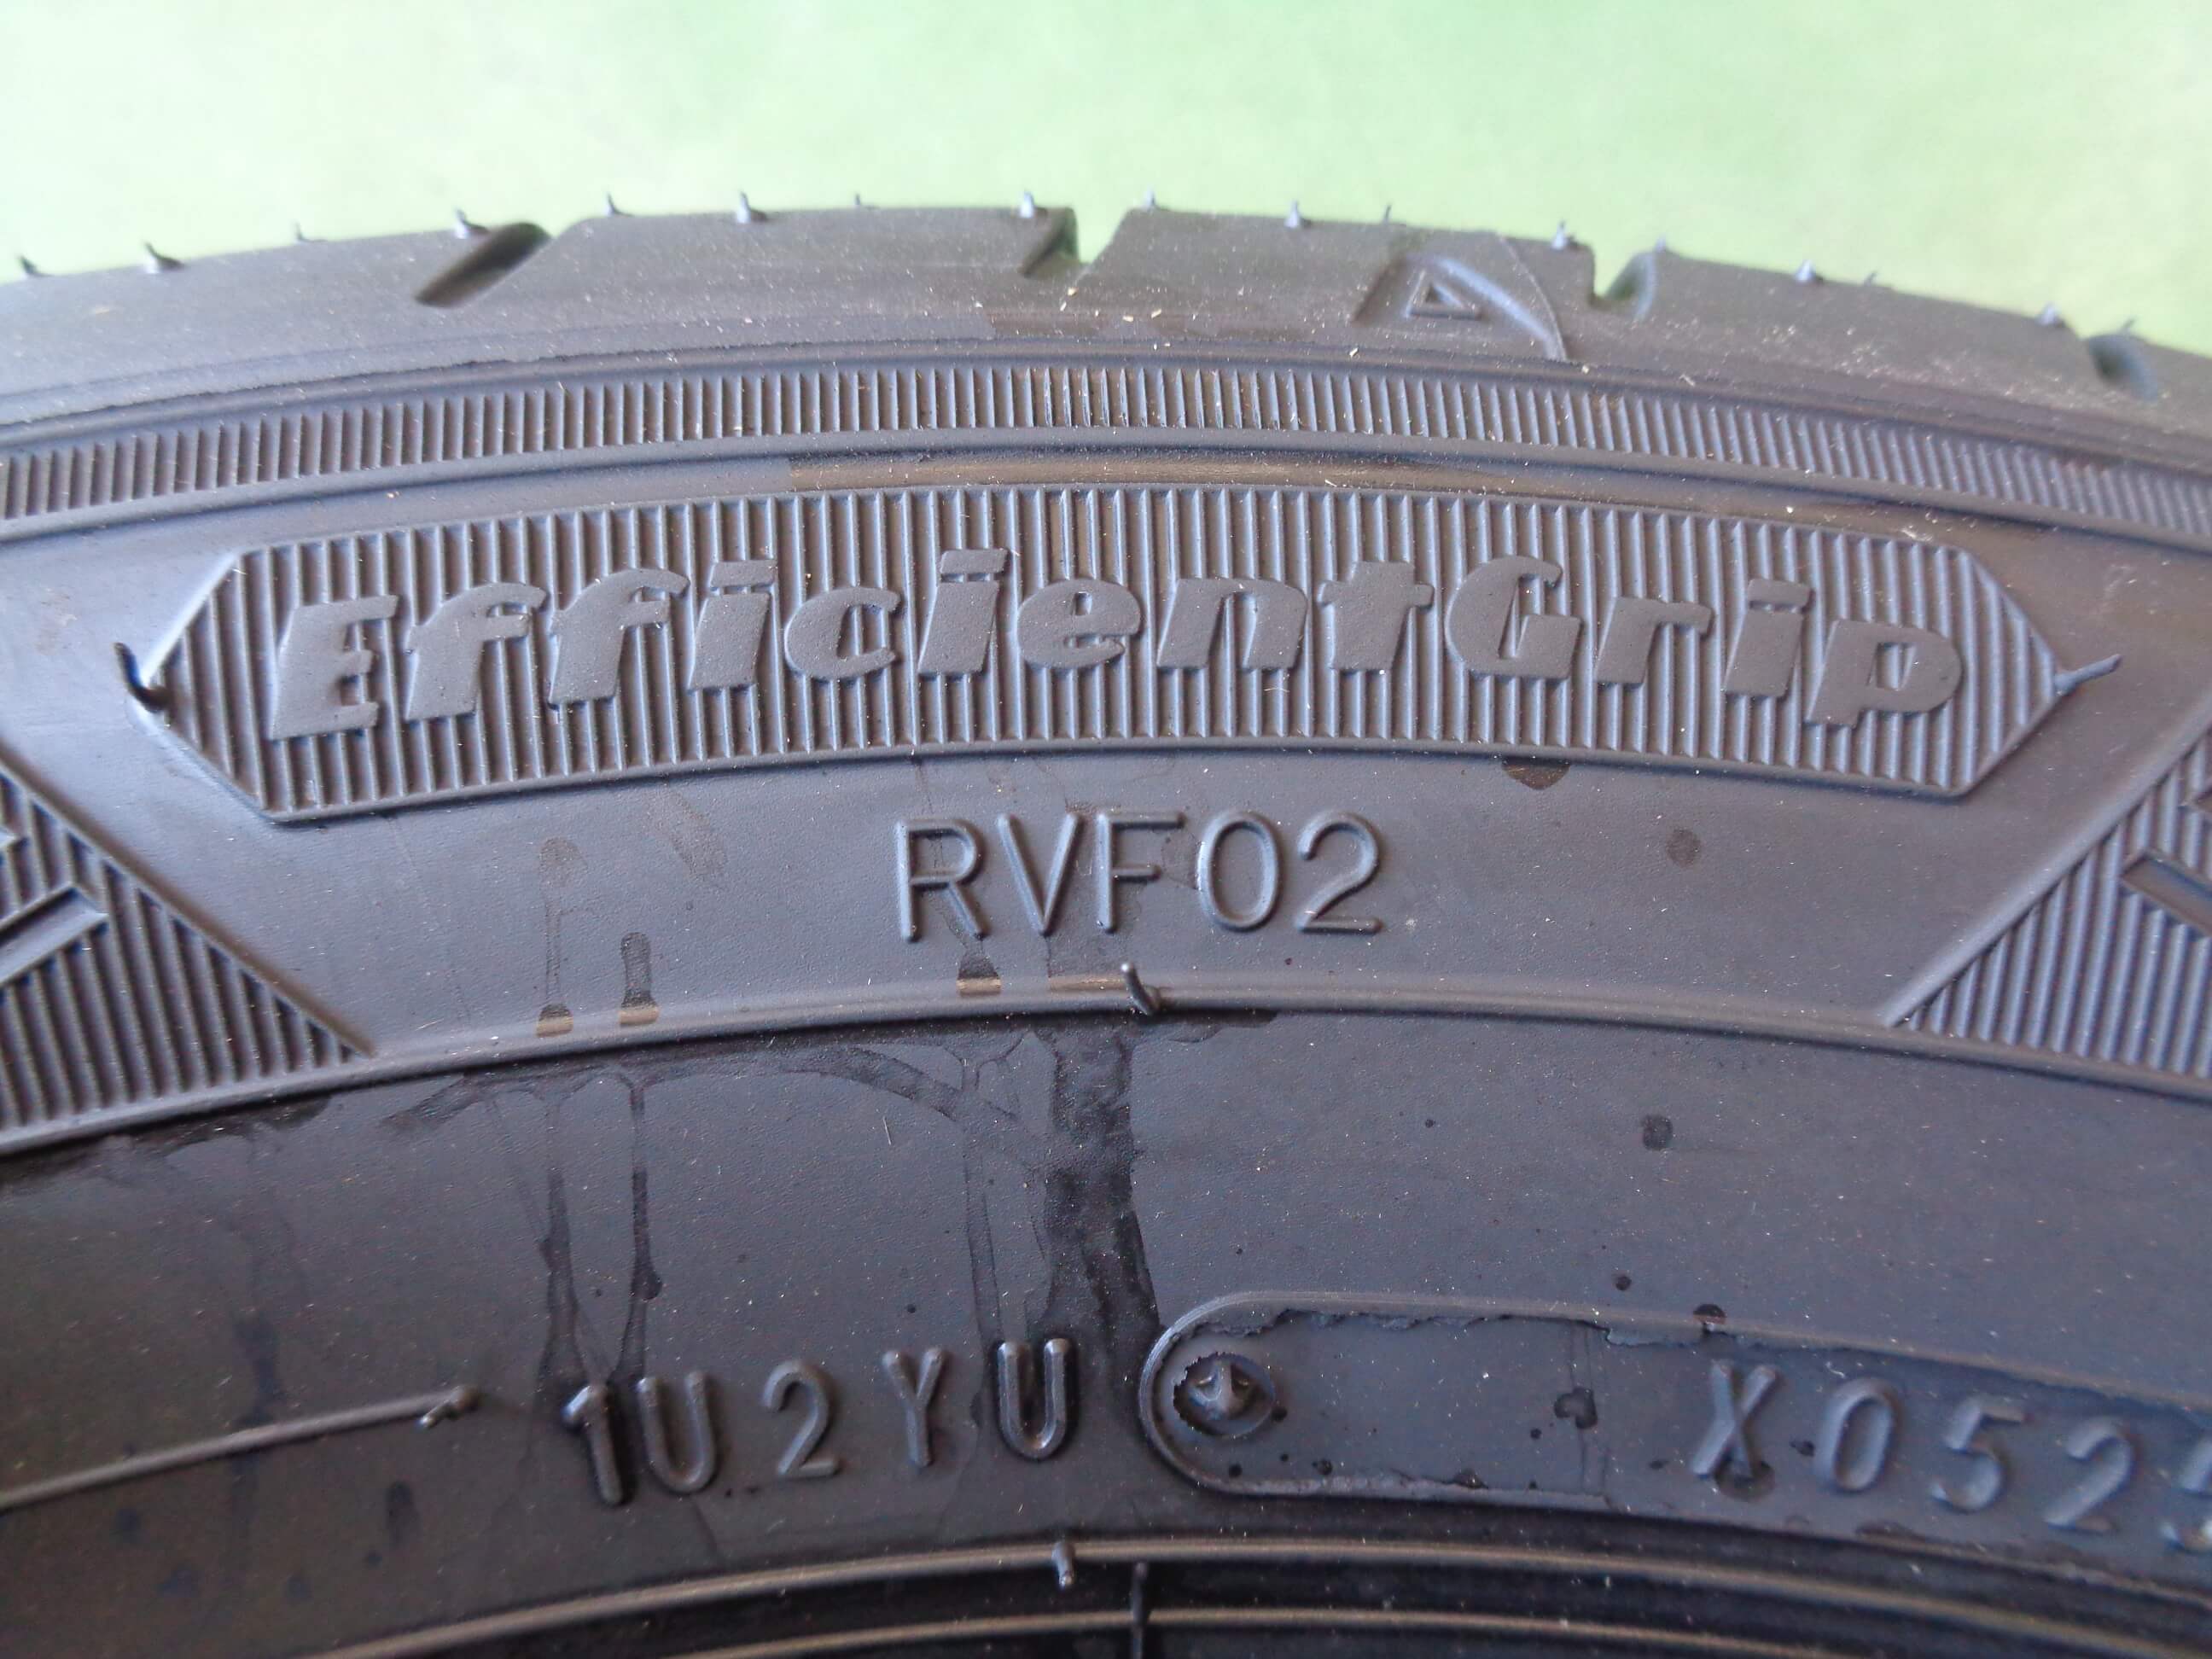 EfficientGrip
RVF02
1U2YU
X052